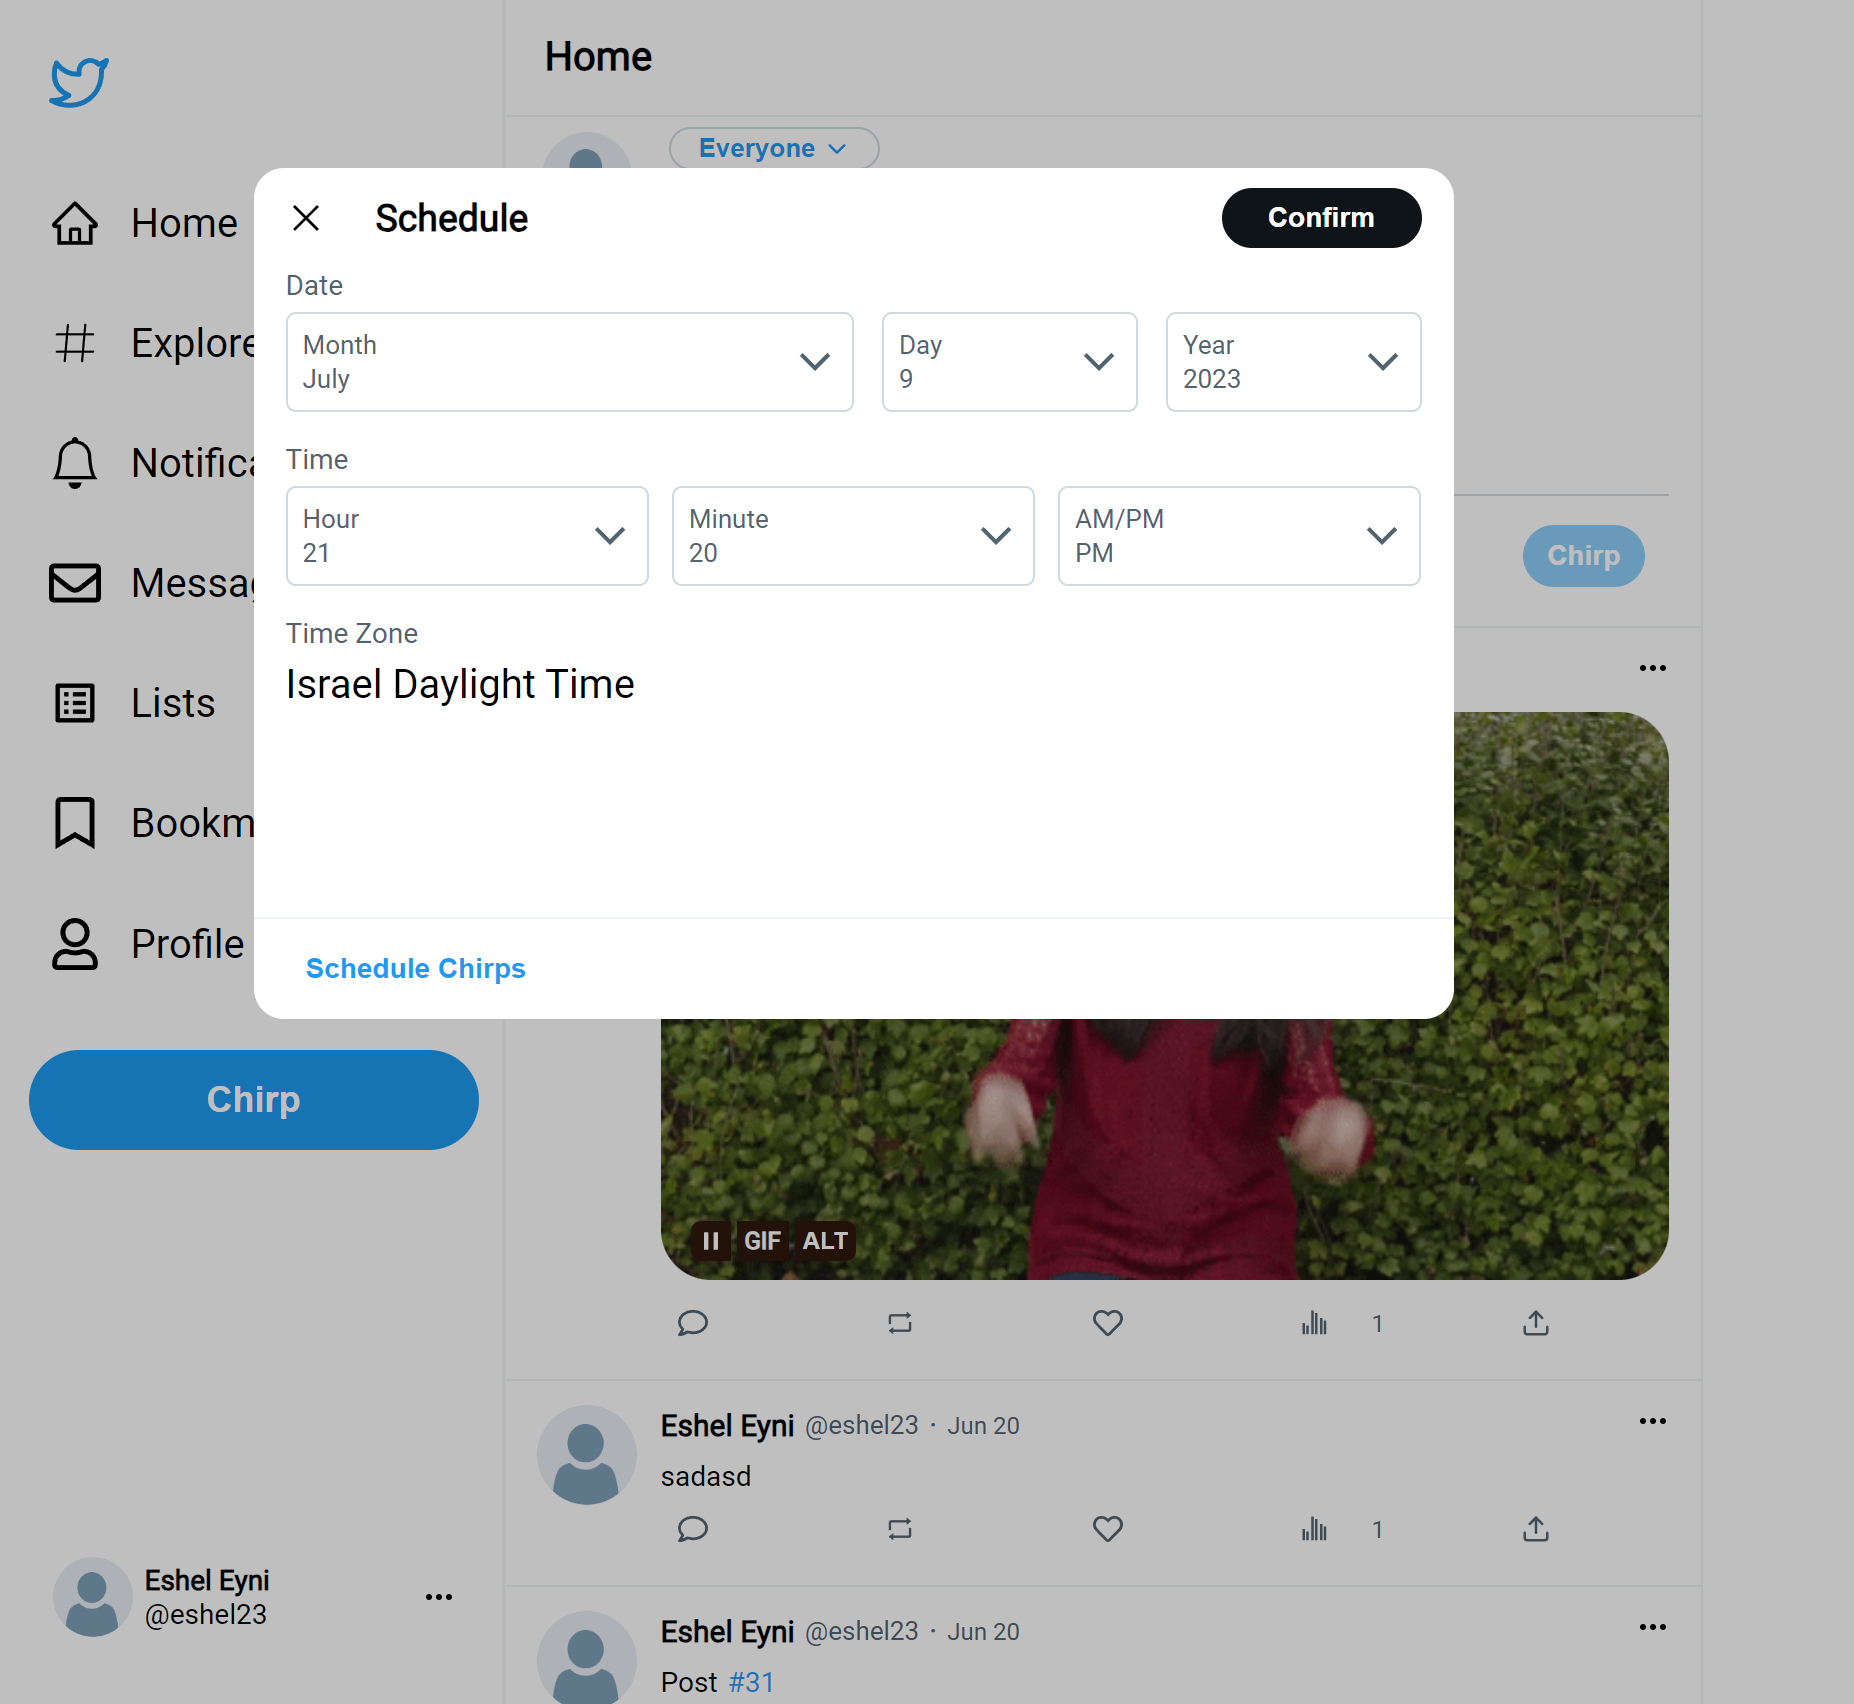 Home
Everyone
Home
Explore
Notifica
Messag
Lists
Bookm
Profile
Chirp
Eshel Eyni
@eshel23
Schedule
Confirm
Date
Month
July
Day
9
Year
2023
Time
Hour
21
Minute
20
AM/PM
PM
Time Zone
Israel Daylight Time
Schedule Chirps
Chirp
GIF ALT
1
Eshel Eyni @eshel23 · Jun 20
sadasd
1
Eshel Eyni @eshel23 · Jun 20
Post #31